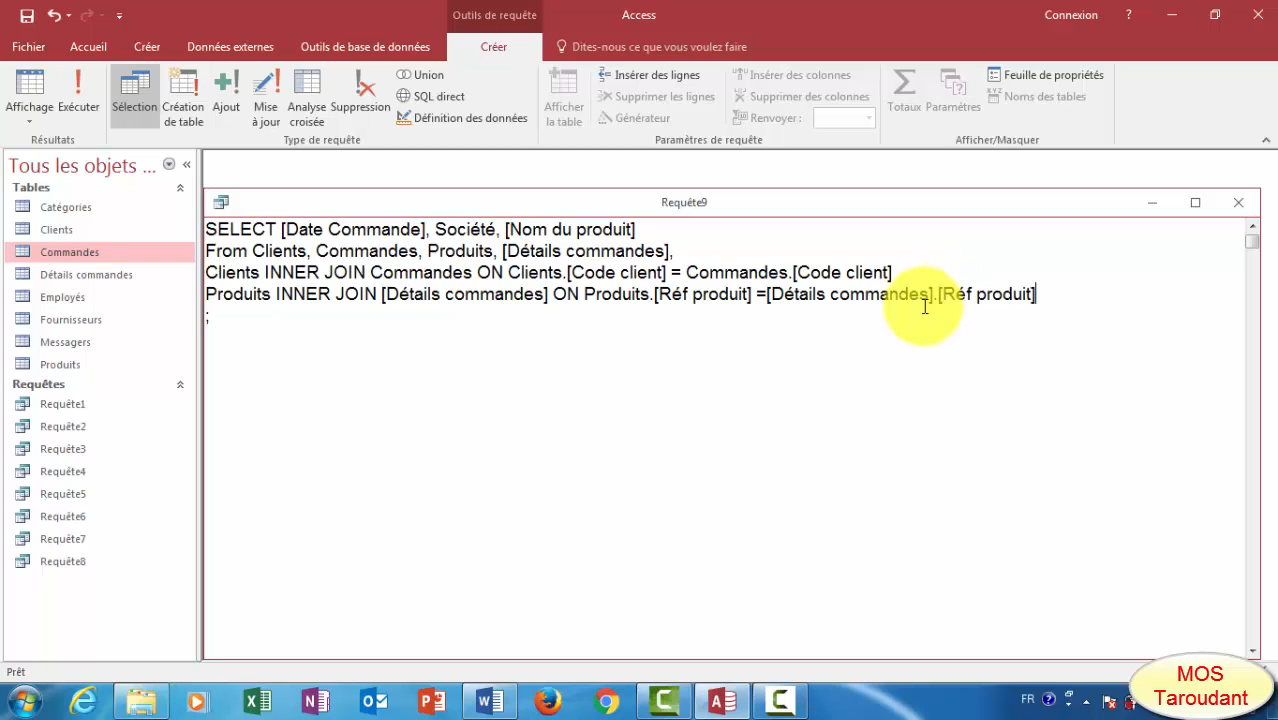 Outils de requête
Access
Connexion
?
Fichier
Accueil
Créer
Données externes
Outils de base de données
Créer
Dites-nous ce que vous voulez faire
Affichage
Exécuter
Résultats
Sélection
Création de table
Ajout
Mise à jour
Analyse croisée
Suppression
Union
SQL direct
Définition des données
Type de requête
Afficher la table
Insérer des lignes
Supprimer les lignes
Générateur
Insérer des colonnes
Supprimer des colonnes
Renvoyer :
Paramètres de requête
Totaux
Paramètres
Feuille de propriétés
Noms des tables
Afficher/Masquer
Tous les objets ...
Tables
Catégories
Clients
Commandes
Détails commandes
Employés
Fournisseurs
Messagers
Produits
Requêtes
Requête1
Requête2
Requête3
Requête4
Requête5
Requête6
Requête7
Requête8
Requête9
SELECT [Date Commande], Société, [Nom du produit]
From Clients, Commandes, Produits, [Détails commandes],
Clients INNER JOIN Commandes ON Clients.[Code client] = Commandes.[Code client]
Produits INNER JOIN [Détails commandes] ON Produits.[Réf produit] =[Détails commandes].[Réf produit]
;
Prêt
FR
MOS
Taroudant